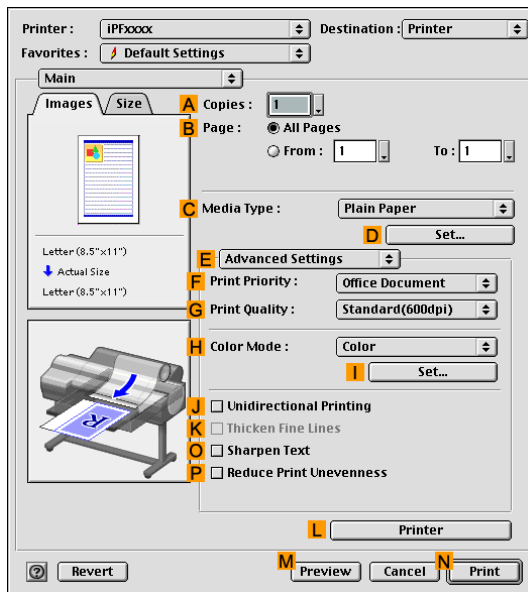 Printer : iPFxxxx Destination : Printer
Favorites : Default Settings
Main
Images Size
A Copies : 1
B Page : All Pages
From : 1 To : 1
C Media Type : Plain Paper
D Set...
Letter (8.5"x11")
Actual Size
Letter (8.5"x11")
E Advanced Settings
F Print Priority : Office Document
G Print Quality : Standard(600dpi)
H Color Mode : Color
I Set...
R
J Unidirectional Printing
K Thicken Fine Lines
O Sharpen Text
P Reduce Print Unevenness
L Printer
? Revert M Preview Cancel N Print